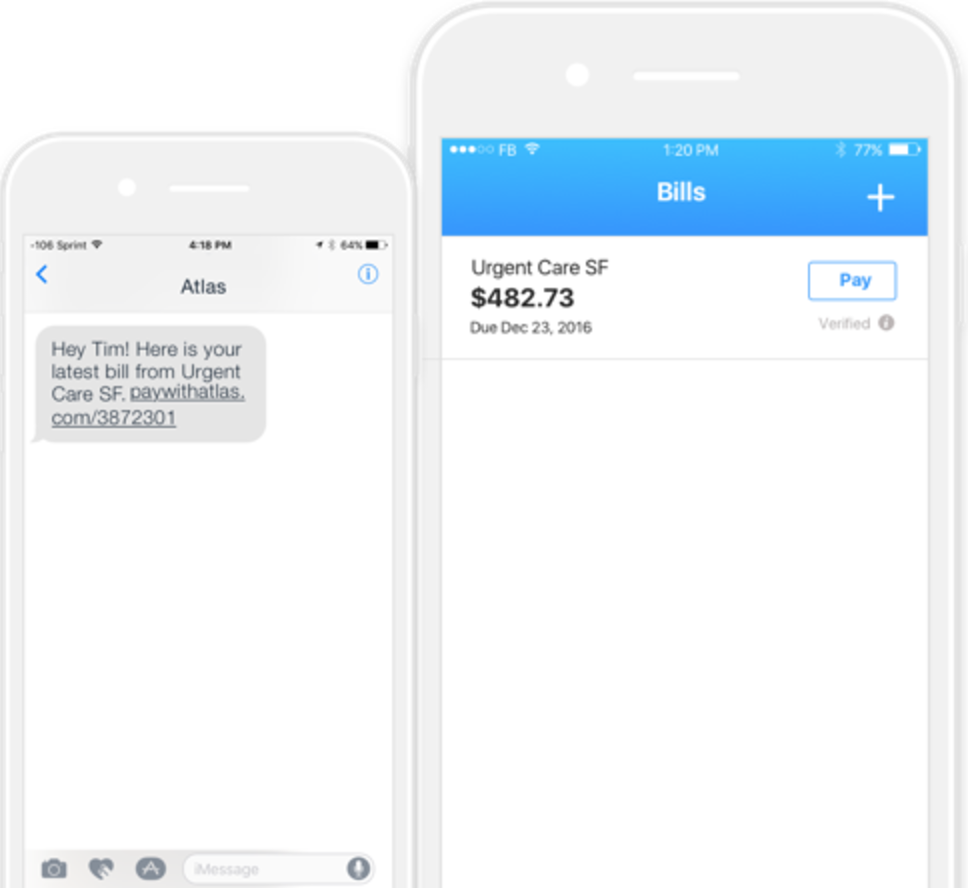 -106 Sprint 4:18 PM 64%
Atlas
Hey Tim! Here is your
latest bill from Urgent
Care SF. paywithatlas.
com/3872301
iMessage
FB 1:20 PM 77%
Bills
+
Urgent Care SF
$482.73
Due Dec 23, 2016
Pay
Verified